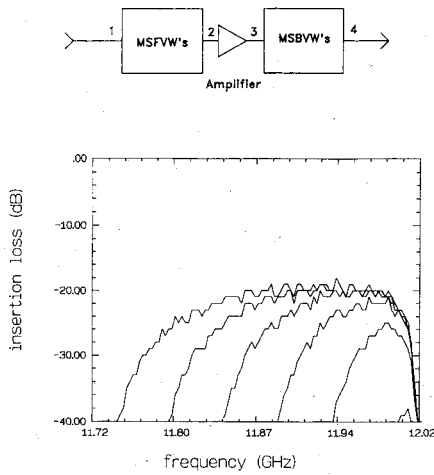 1 MSFVW's 2 3 MSBVW's 4
Amplifier
.00
-10.00
-20.00
-30.00
-40.00
insertion loss (dB)
11.72 11.80 11.87 11.94 12.02
frequency (GHz)